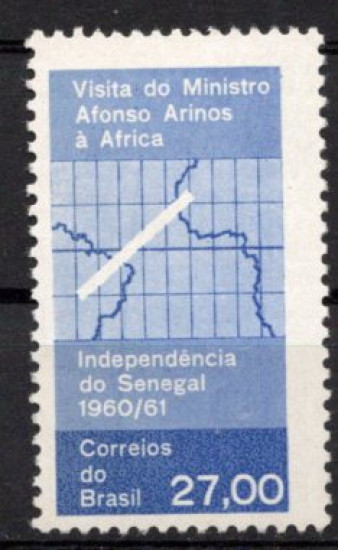 Visita do Ministro
Afonso Arinos
à Africa
Independência
do Senegal
1960/61
Correios
do
Brasil 27,00